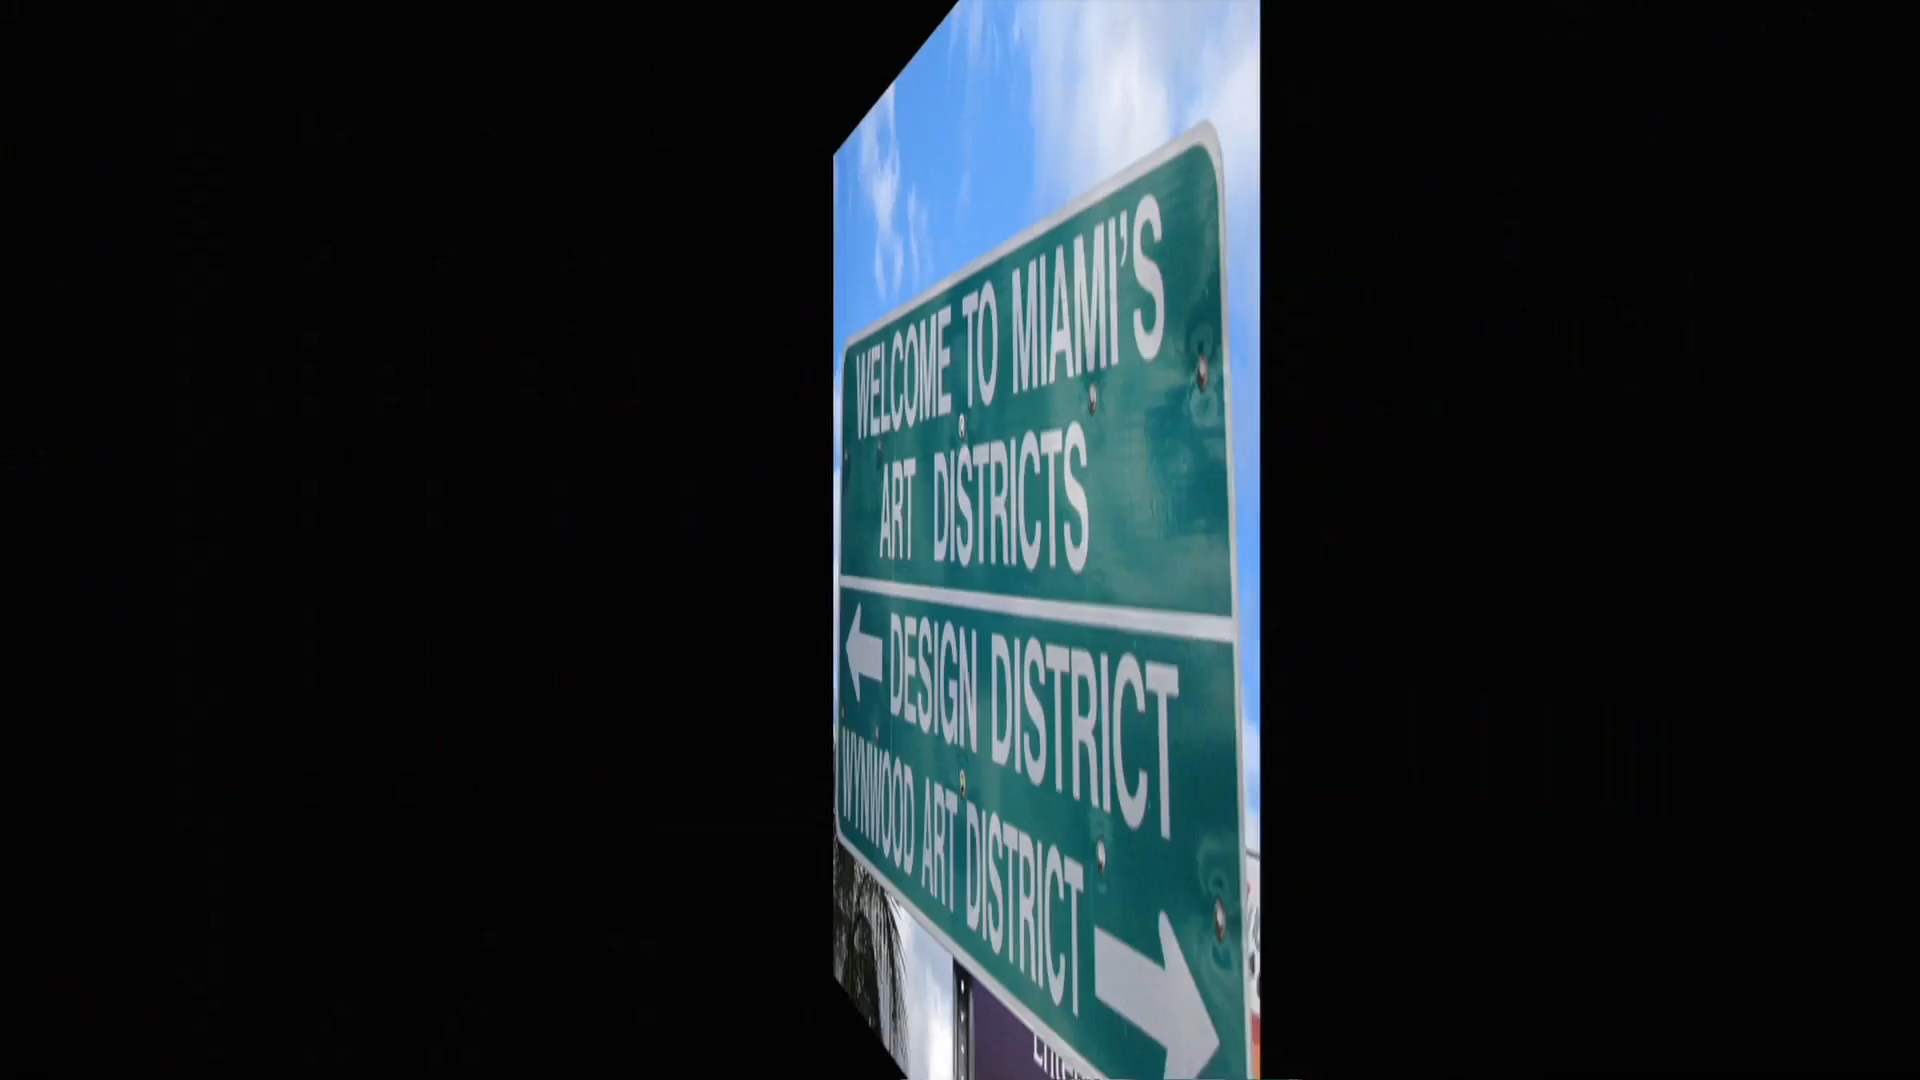 WELCOME TO MIAMI'S
ART DISTRICTS
DESIGN DISTRICT
WYNWOOD ART DISTRICT